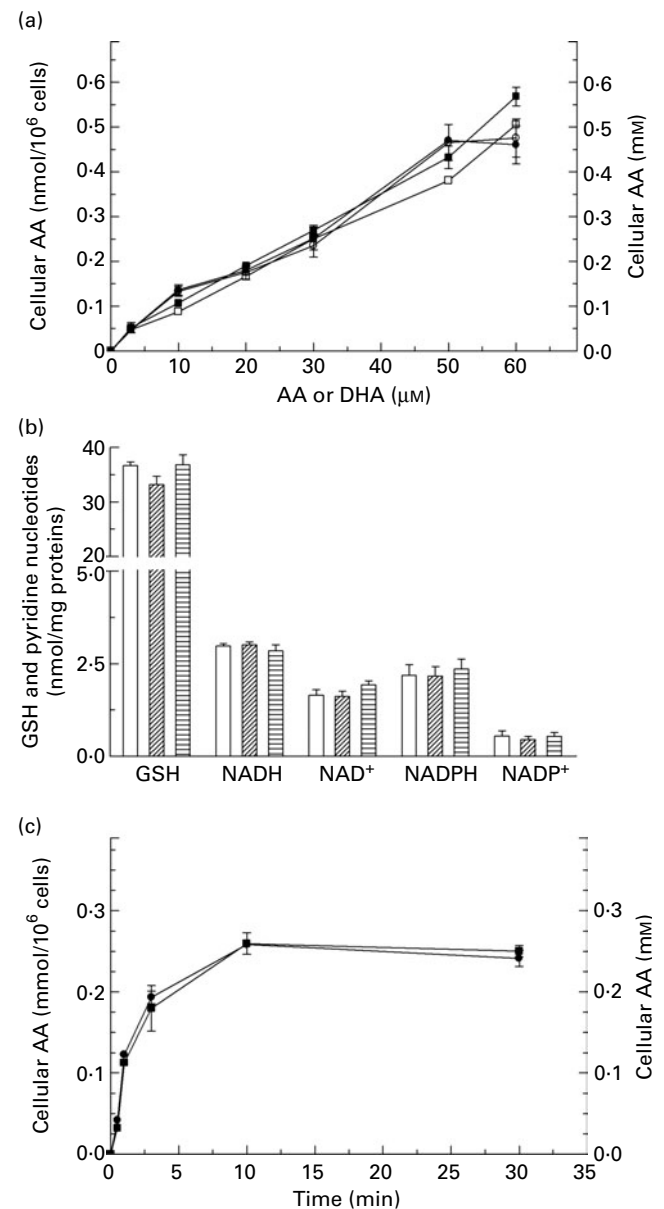 (a)
Cellular AA (nmol/10⁶ cells)
0·6
0·5
0·4
0·3
0·2
0·1
0
0·6
0·5
0·4
0·3
0·2
0·1
0·0
Cellular AA (mM)
0 10 20 30 40 50 60
AA or DHA (µM)
(b)
GSH and pyridine nucleotides
(nmol/mg proteins)
40
30
20
5·0
2·5
0·0
GSH NADH NAD⁺ NADPH NADP⁺
(c)
Cellular AA (mmol/10⁶ cells)
0·3
0·2
0·1
0·0
0·3
0·2
0·1
0·0
Cellular AA (mM)
0 5 10 15 20 25 30 35
Time (min)